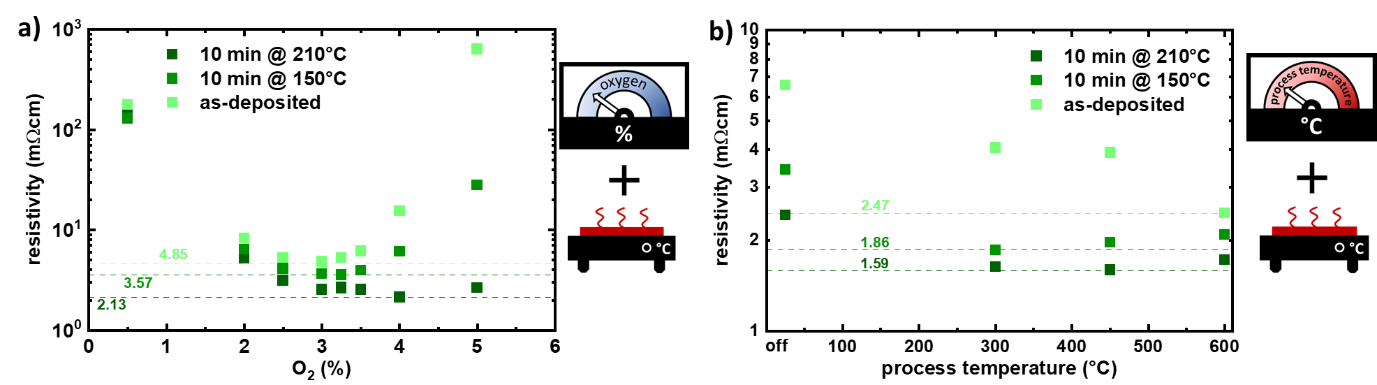 a)
resistivity (mΩcm)
10³
10²
10¹
10⁰
10 min @ 210°C
10 min @ 150°C
as-deposited
4.85
3.57
2.13
0 1 2 3 4 5 6
O₂ (%)
oxygen
%
+
°C
b)
resistivity (mΩcm)
10
9
8
7
6
5
4
3
2
1
10 min @ 210°C
10 min @ 150°C
as-deposited
2.47
1.86
1.59
off 100 200 300 400 500 600
process temperature (°C)
process temperature
°C
+
°C